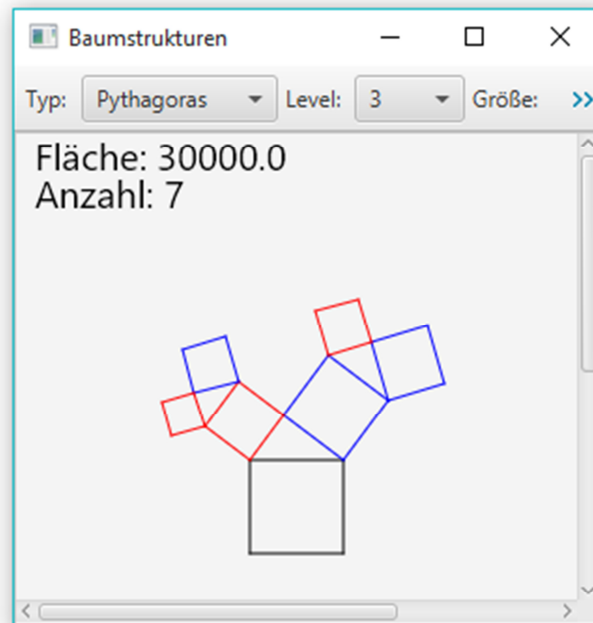 Baumstrukturen
Typ: Pythagoras Level: 3 Größe:
Fläche: 30000.0
Anzahl: 7